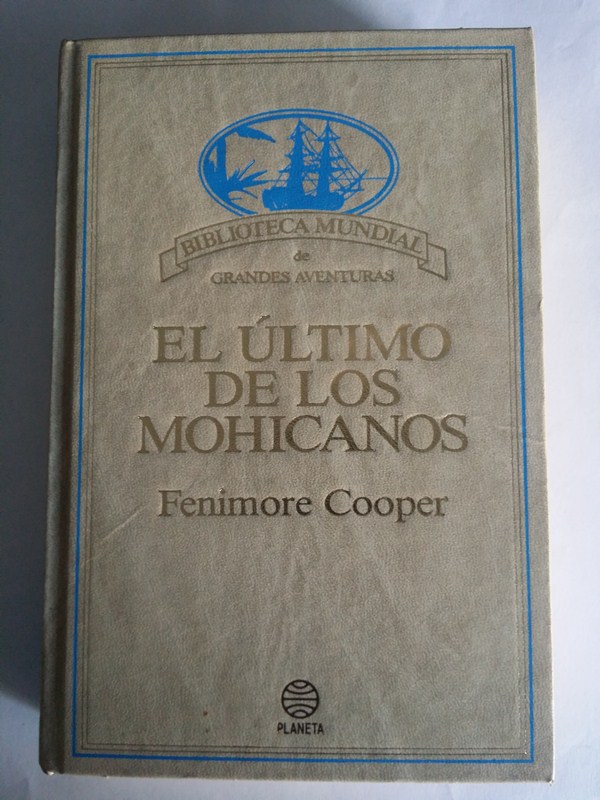 BIBLIOTECA MUNDIAL
de
GRANDES AVENTURAS
EL ÚLTIMO
DE LOS
MOHICANOS
Fenimore Cooper
PLANETA